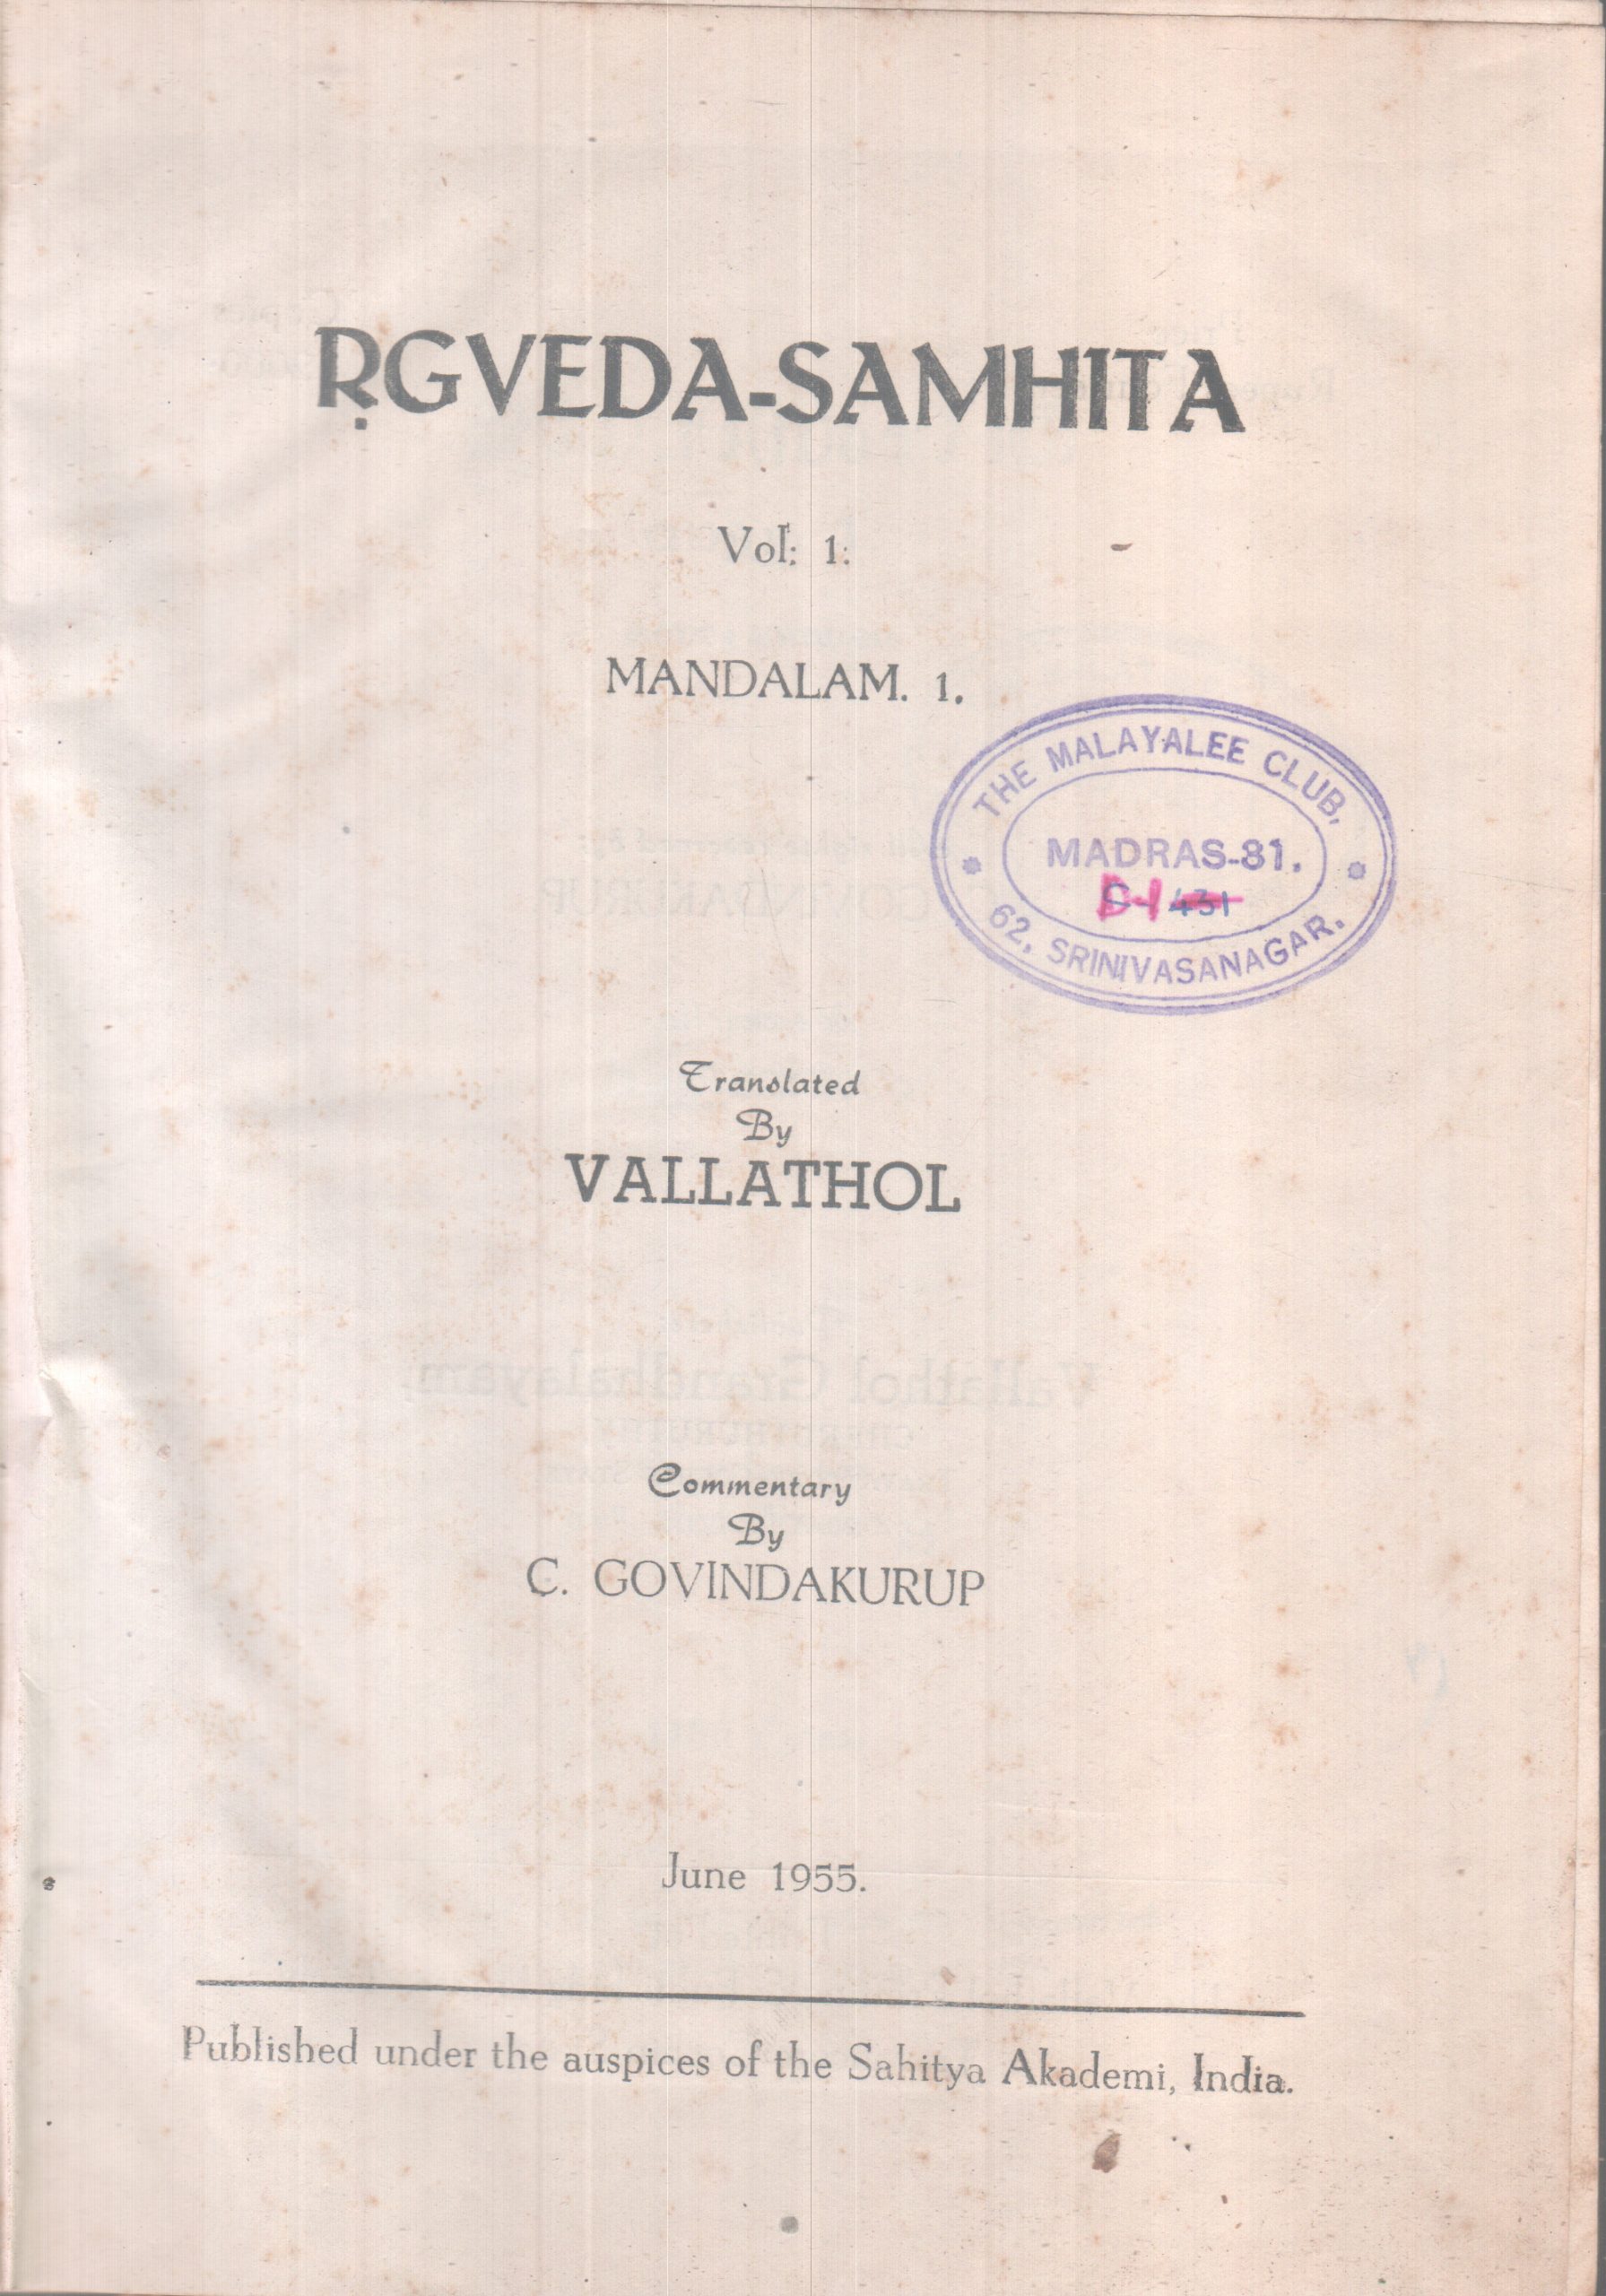 ṚGVEDA-SAMHITA
Vol: 1:
MANDALAM. 1.
THE MALAYALEE CLUB,
MADRAS-81.
431
62, SRINIVASANAGAR.
Translated
By
VALLATHOL
Commentary
By
C. GOVINDAKURUP
June 1955.
Published under the auspices of the Sahitya Akademi, India.